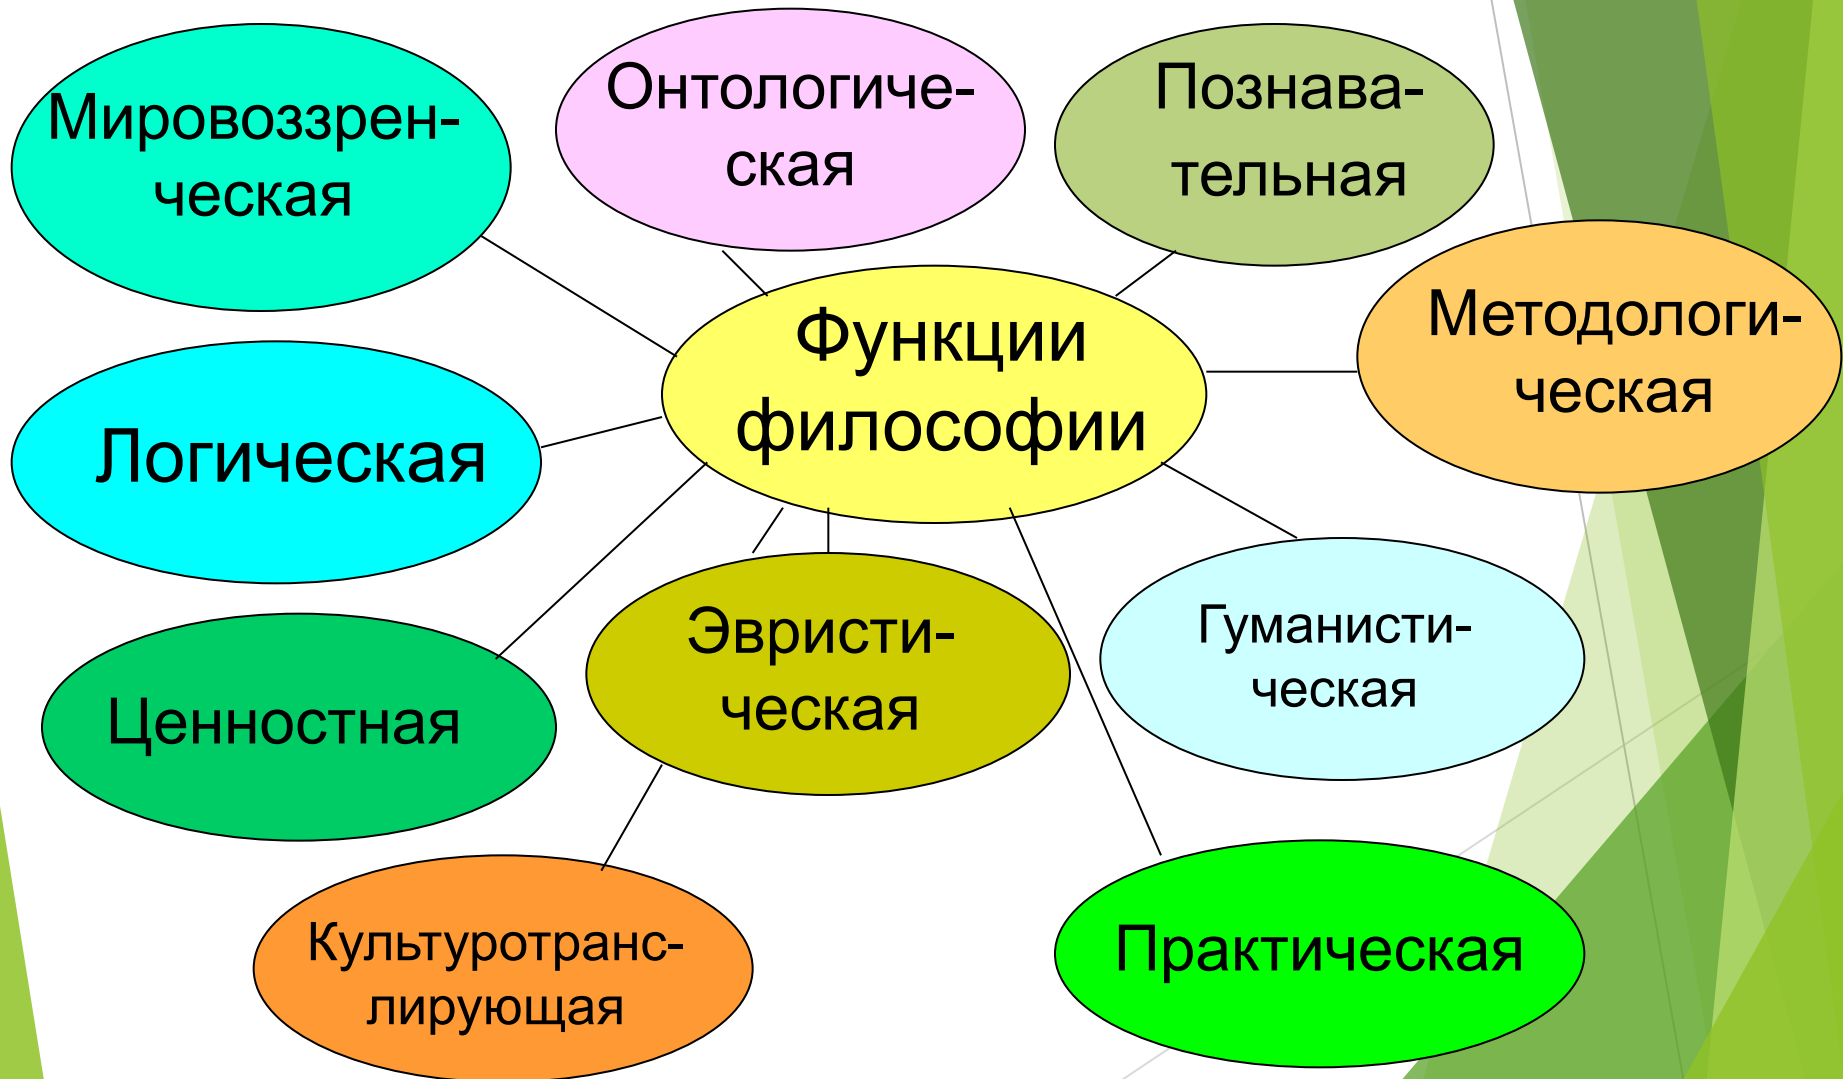 Мировоззрен-
ческая
Онтологиче-
ская
Познава-
тельная
Методологи-
ческая
Функции
философии
Логическая
Ценностная
Эвристи-
ческая
Гуманисти-
ческая
Культуротранс-
лирующая
Практическая